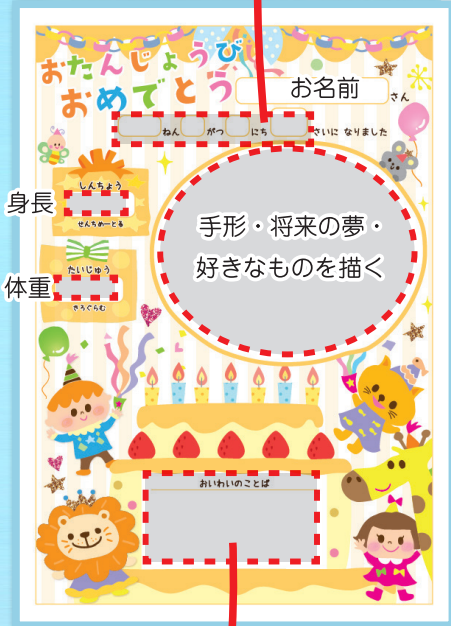 おたんじょうび
おめでとう お名前 さん
ねん がつ にち さいに なりました
しんちょう
身長
せんちめーとる
手形・将来の夢・
好きなものを描く
たいじゅう
体重
きろぐらむ
おいわいのことば